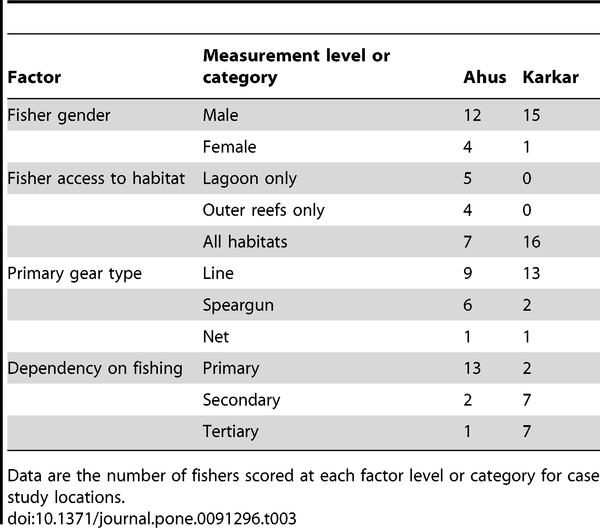 Factor Measurement level or category Ahus Karkar
Fisher gender Male 12 15
Female 4 1
Fisher access to habitat Lagoon only 5 0
Outer reefs only 4 0
All habitats 7 16
Primary gear type Line 9 13
Speargun 6 2
Net 1 1
Dependency on fishing Primary 13 2
Secondary 2 7
Tertiary 1 7
Data are the number of fishers scored at each factor level or category for case
study locations.
doi:10.1371/journal.pone.0091296.t003